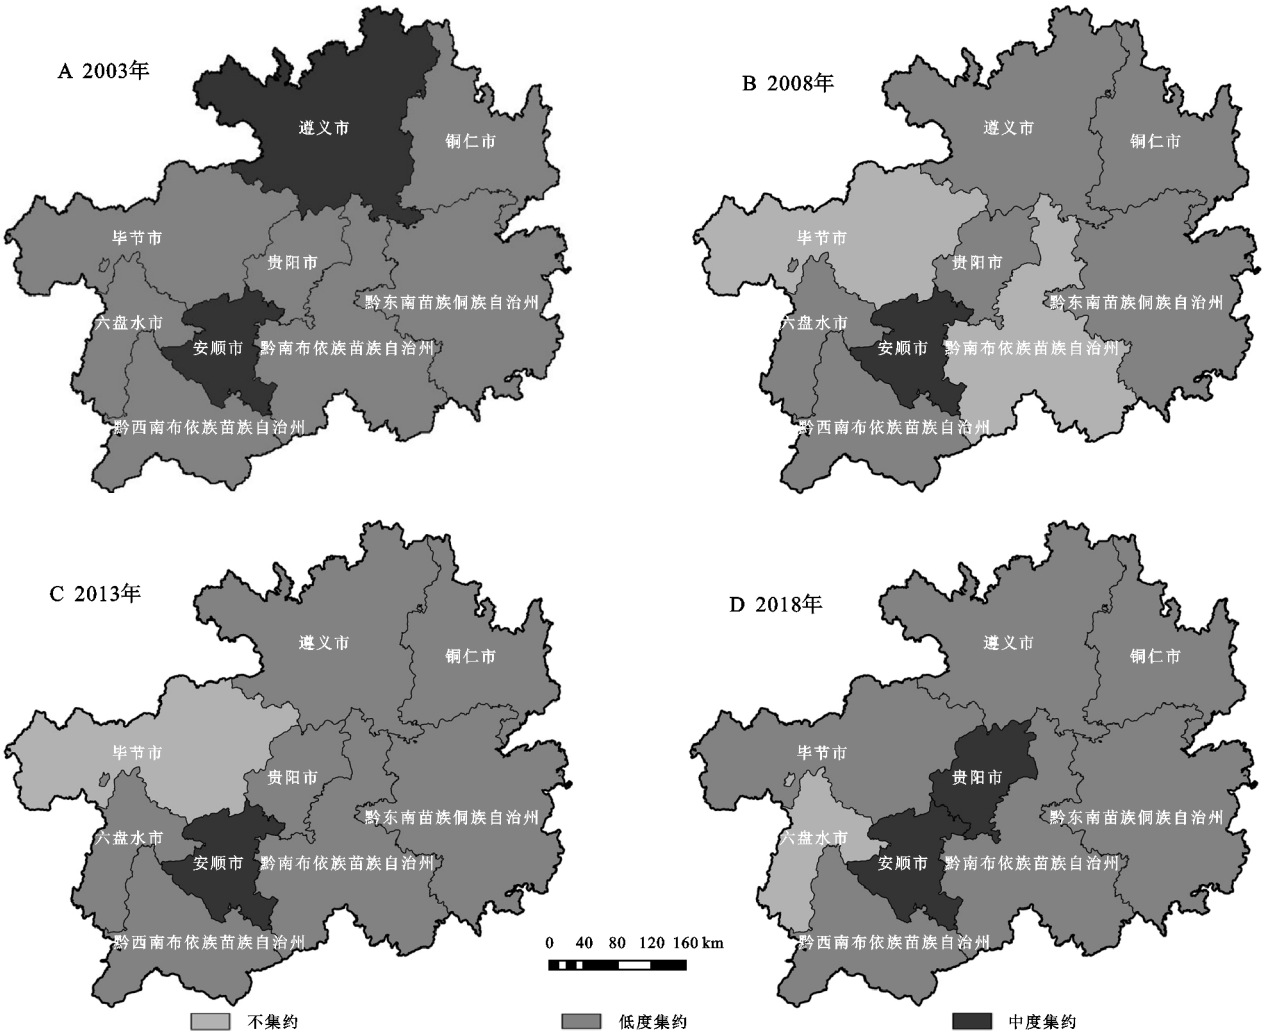 A 2003年
遵义市
铜仁市
毕节市
贵阳市
黔东南苗族侗族自治州
六盘水市
安顺市
黔南布依族苗族自治州
黔西南布依族苗族自治州
B 2008年
遵义市
铜仁市
毕节市
贵阳市
黔东南苗族侗族自治州
六盘水市
安顺市
黔南布依族苗族自治州
黔西南布依族苗族自治州
C 2013年
遵义市
铜仁市
毕节市
贵阳市
黔东南苗族侗族自治州
六盘水市
安顺市
黔南布依族苗族自治州
黔西南布依族苗族自治州
D 2018年
遵义市
铜仁市
毕节市
贵阳市
黔东南苗族侗族自治州
六盘水市
安顺市
黔南布依族苗族自治州
黔西南布依族苗族自治州
0 40 80 120 160 km
不集约
低度集约
中度集约